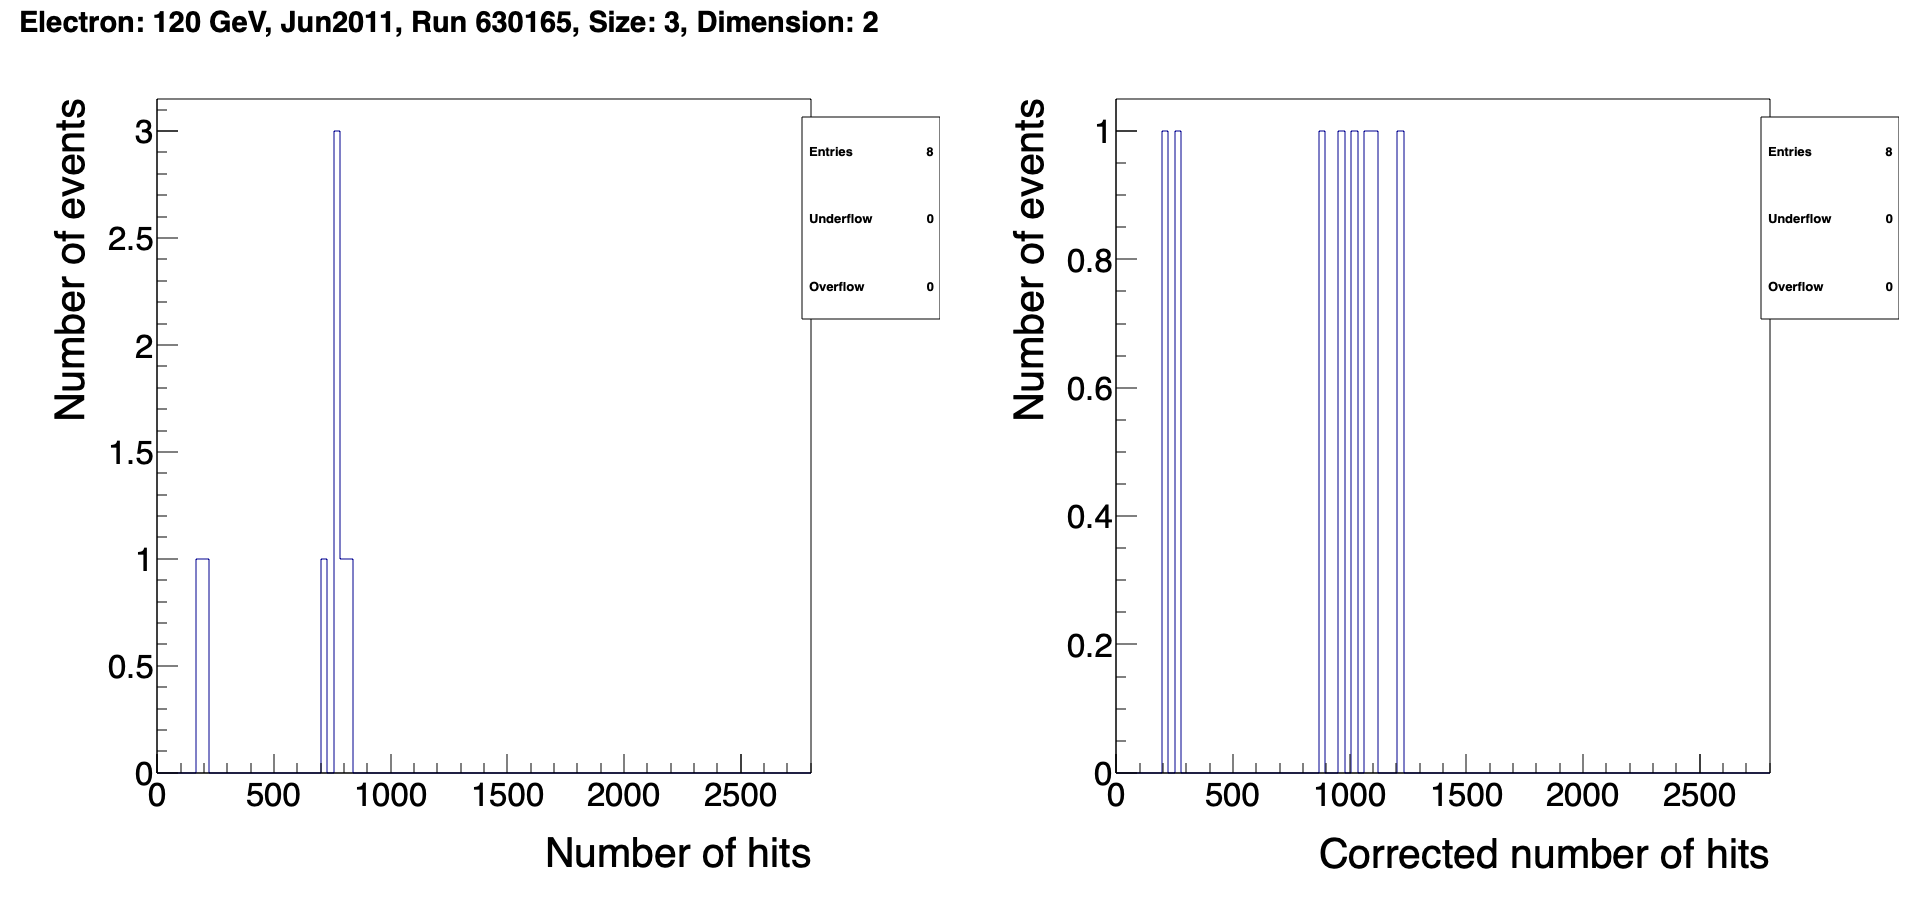 Electron: 120 GeV, Jun2011, Run 630165, Size: 3, Dimension: 2
Number of events
3
2.5
2
1.5
1
0.5
0
0 500 1000 1500 2000 2500
Number of hits
Entries 8
Underflow 0
Overflow 0
Number of events
1
0.8
0.6
0.4
0.2
0
0 500 1000 1500 2000 2500
Corrected number of hits
Entries 8
Underflow 0
Overflow 0